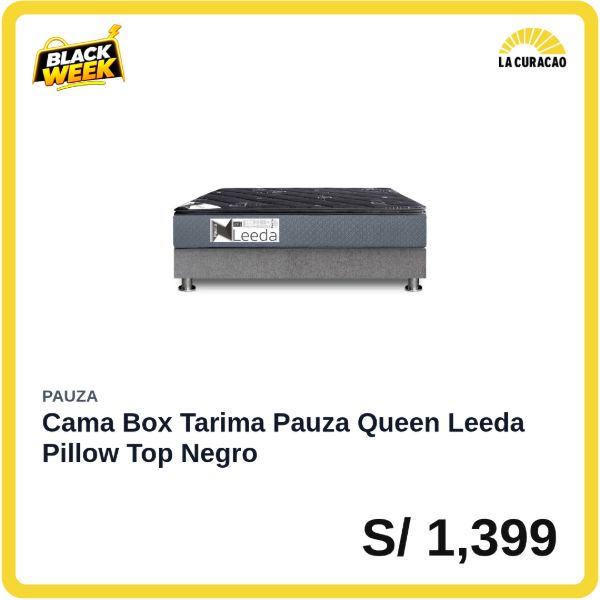 BLACK
WEEK
LA CURACAO
Leeda
PAUZA
Cama Box Tarima Pauza Queen Leeda
Pillow Top Negro
S/ 1,399